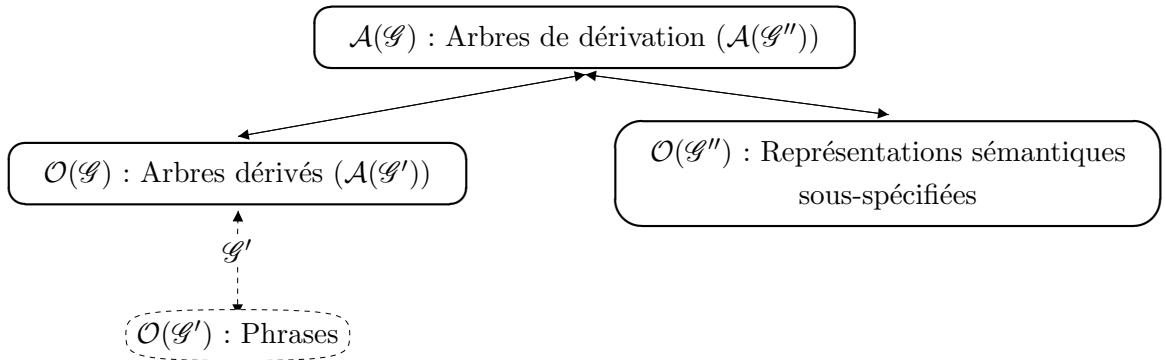 𝒜(𝒢) : Arbres de dérivation (𝒜(𝒢″))
𝒪(𝒢) : Arbres dérivés (𝒜(𝒢′))
𝒪(𝒢″) : Représentations sémantiques
sous-spécifiées
𝒢′
𝒪(𝒢′) : Phrases